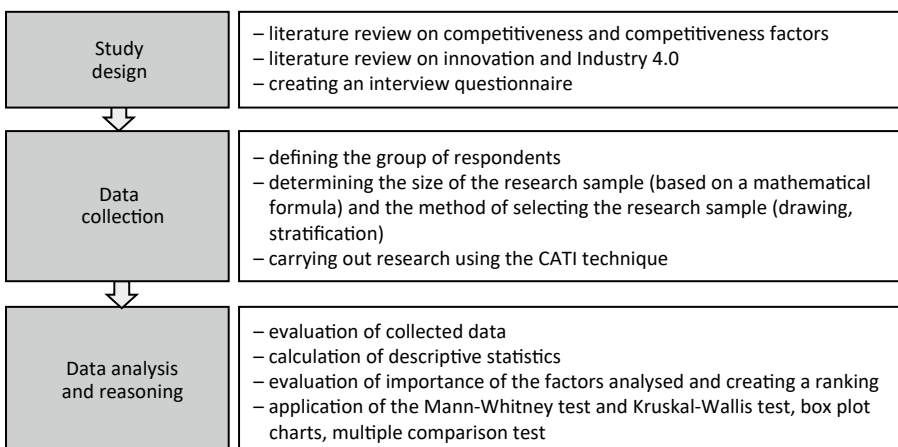 Study
design
– literature review on competitiveness and competitiveness factors
– literature review on innovation and Industry 4.0
– creating an interview questionnaire
Data
collection
– defining the group of respondents
– determining the size of the research sample (based on a mathematical
formula) and the method of selecting the research sample (drawing,
stratification)
– carrying out research using the CATI technique
Data analysis
and reasoning
– evaluation of collected data
– calculation of descriptive statistics
– evaluation of importance of the factors analysed and creating a ranking
– application of the Mann-Whitney test and Kruskal-Wallis test, box plot
charts, multiple comparison test